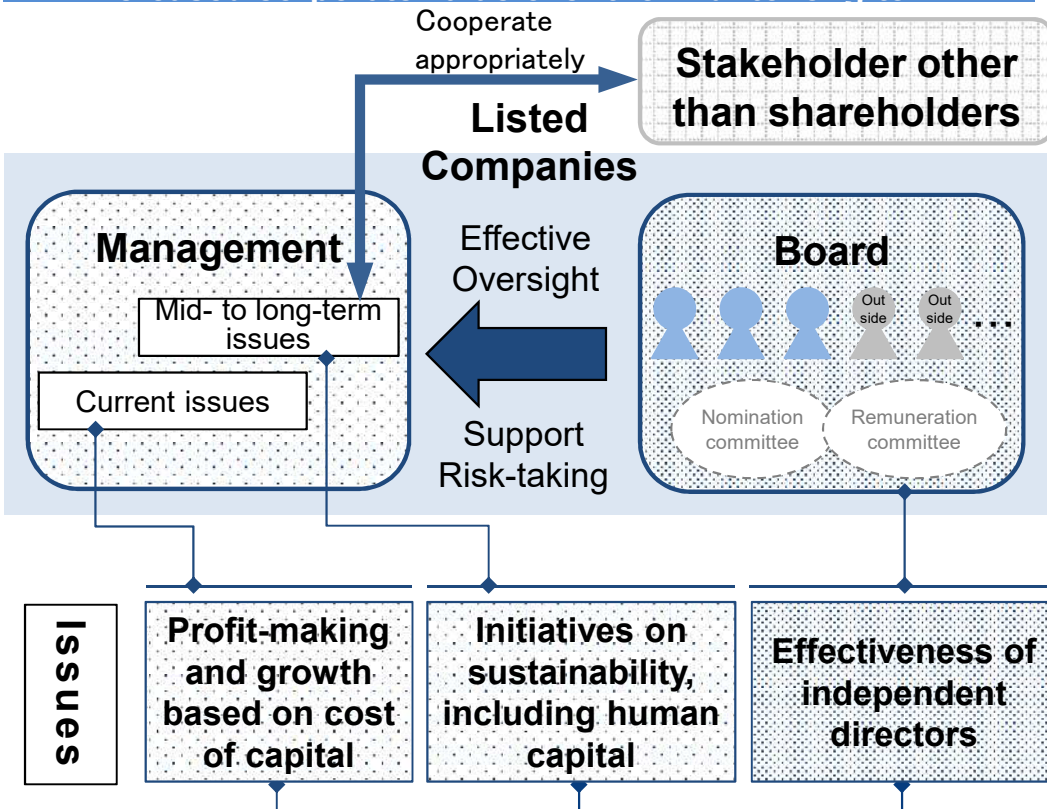 Cooperate
appropriately
Stakeholder other
than shareholders
Listed
Companies
Management
Mid- to long-term
issues
Current issues
Effective
Oversight
Support
Risk-taking
Board
Out
side
Out
side
...
Nomination
committee
Remuneration
committee
Issues
Profit-making
and growth
based on cost
of capital
Initiatives on
sustainability,
including human
capital
Effectiveness of
independent
directors